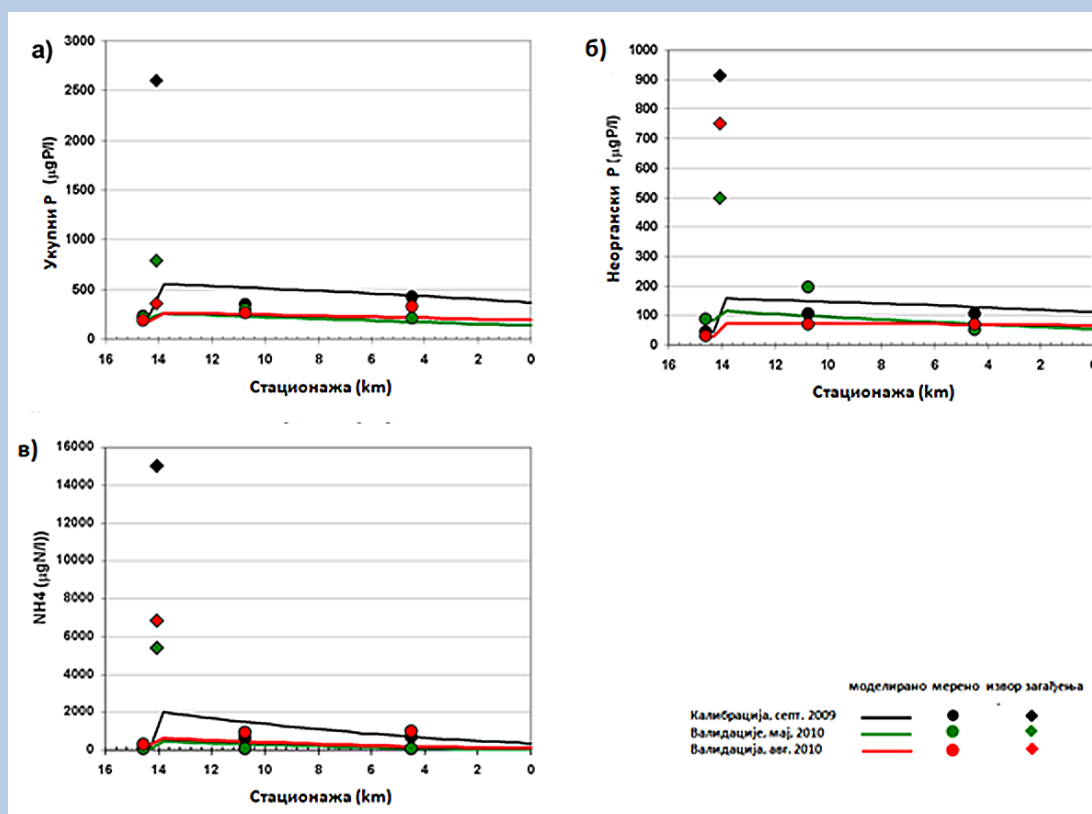 а)
3000
2500
2000
1500
1000
500
0
Укупни P (µgP/l)
16 14 12 10 8 6 4 2 0
Стационажа (km)
б)
1000
900
800
700
600
500
400
300
200
100
0
Неоргански P (µgP/l)
16 14 12 10 8 6 4 2
Стационажа (km)
в)
16000
14000
12000
10000
8000
6000
4000
2000
0
NH4 (µgN/l))
16 14 12 10 8 6 4 2 0
Стационажа (km)
моделирано мерено извор загађења
Калибрација, септ. 2009
Валидације, мај, 2010
Валидација, авг, 2010